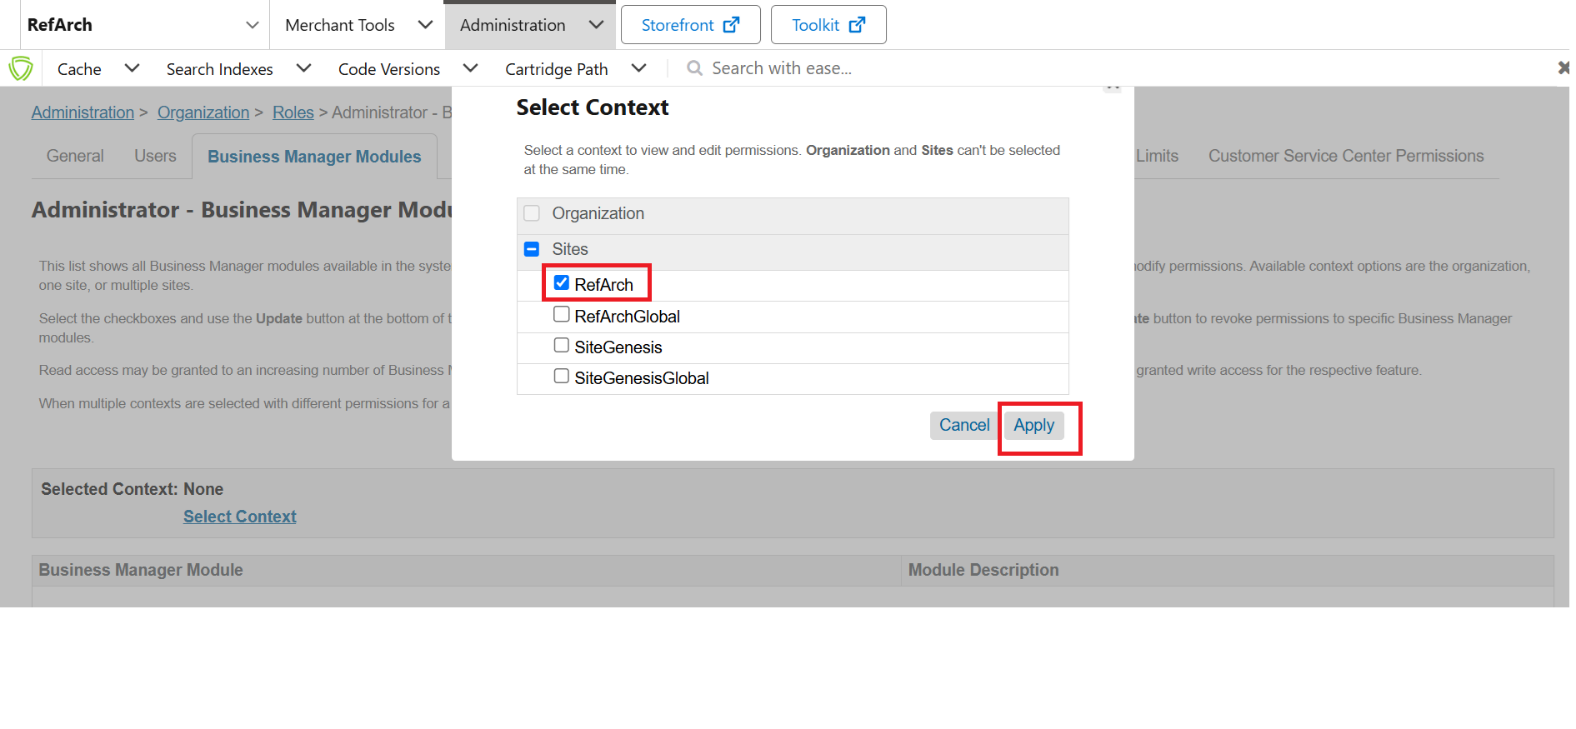 RefArch Merchant Tools Administration Storefront Toolkit
Cache Search Indexes Code Versions Cartridge Path Search with ease...
Administration > Organization > Roles > Administrator - B
General Users Business Manager Modules Limits Customer Service Center Permissions
Administrator - Business Manager Modu
This list shows all Business Manager modules available in the syste
one site, or multiple sites.
Select the checkboxes and use the Update button at the bottom of t
modules.
Read access may be granted to an increasing number of Business M
When multiple contexts are selected with different permissions for a
Select Context
Select a context to view and edit permissions. Organization and Sites can't be selected
at the same time.
Organization
Sites
RefArch
RefArchGlobal
SiteGenesis
SiteGenesisGlobal
Cancel Apply
odify permissions. Available context options are the organization,
te button to revoke permissions to specific Business Manager
granted write access for the respective feature.
Selected Context: None
Select Context
Business Manager Module Module Description